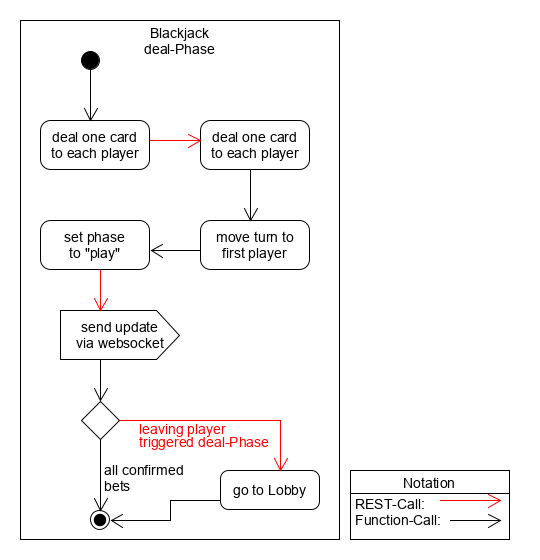 Blackjack
deal-Phase
deal one card
to each player
deal one card
to each player
set phase
to "play"
move turn to
first player
send update
via websocket
leaving player
triggered deal-Phase
all confirmed
bets
go to Lobby
Notation
REST-Call:
Function-Call: